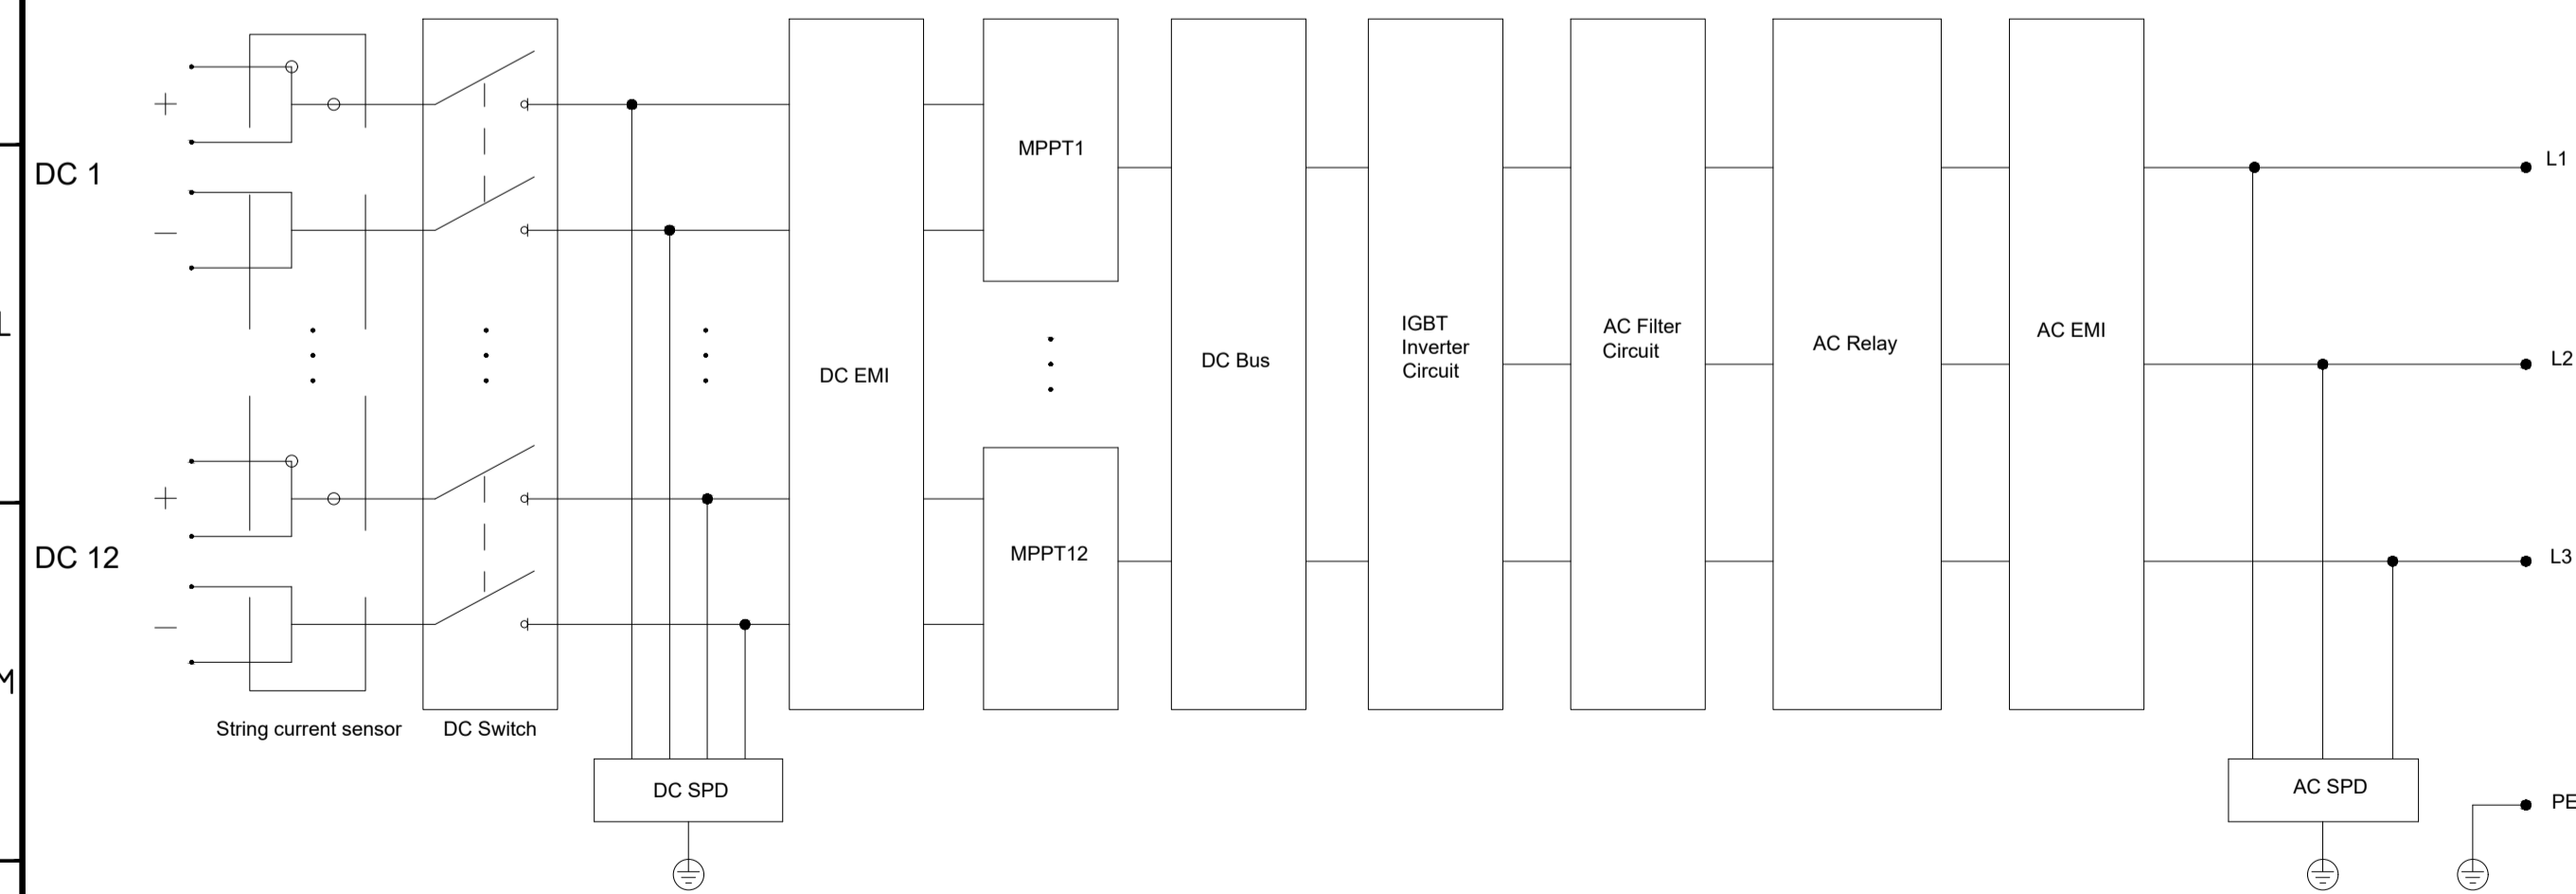 +
DC 1
—
L
+
DC 12
—
M
String current sensor
DC Switch
DC SPD
DC EMI
MPPT1
MPPT12
DC Bus
IGBT
Inverter
Circuit
AC Filter
Circuit
AC Relay
AC EMI
AC SPD
L1
L2
L3
PE